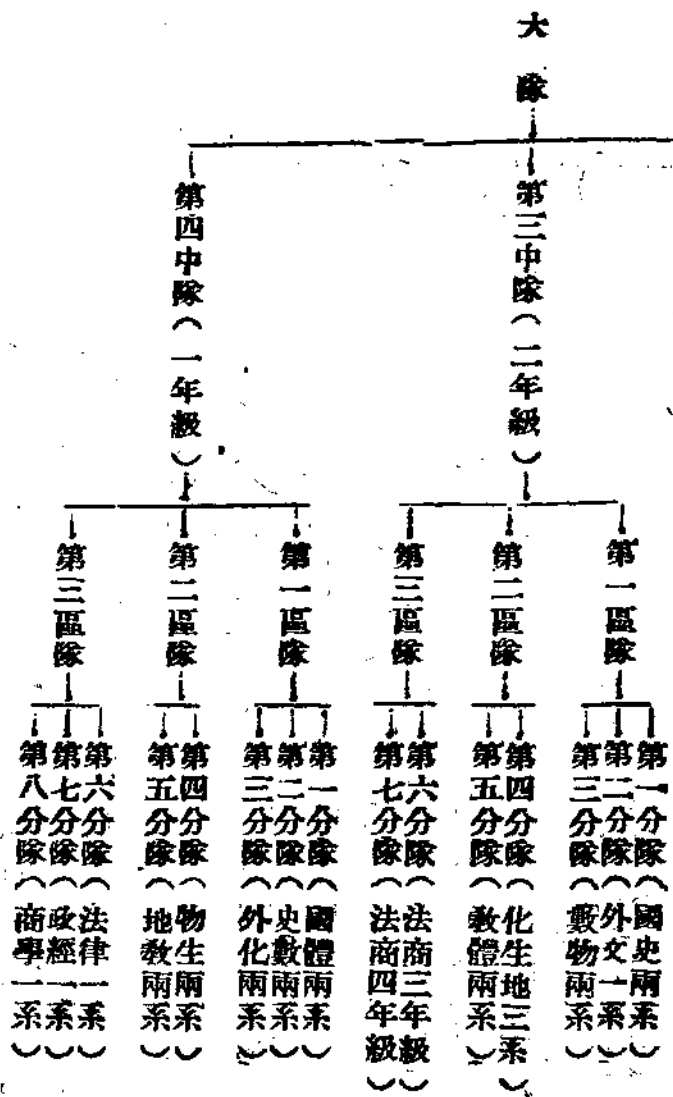 大隊
第三中隊（二年級）
第一區隊
第一分隊（國史兩系）
第二分隊（外文一系）
第三分隊（數物兩系）
第二區隊
第四分隊（化生地三系）
第五分隊（教體兩系）
第三區隊
第六分隊（法商三年級）
第七分隊（法商四年級）
第四中隊（一年級）
第一區隊
第一分隊（國體兩系）
第二分隊（史數兩系）
第三分隊（外化兩系）
第二區隊
第四分隊（物生兩系）
第五分隊（地教兩系）
第三區隊
第六分隊（法律一系）
第七分隊（政經一系）
第八分隊（商學一系）